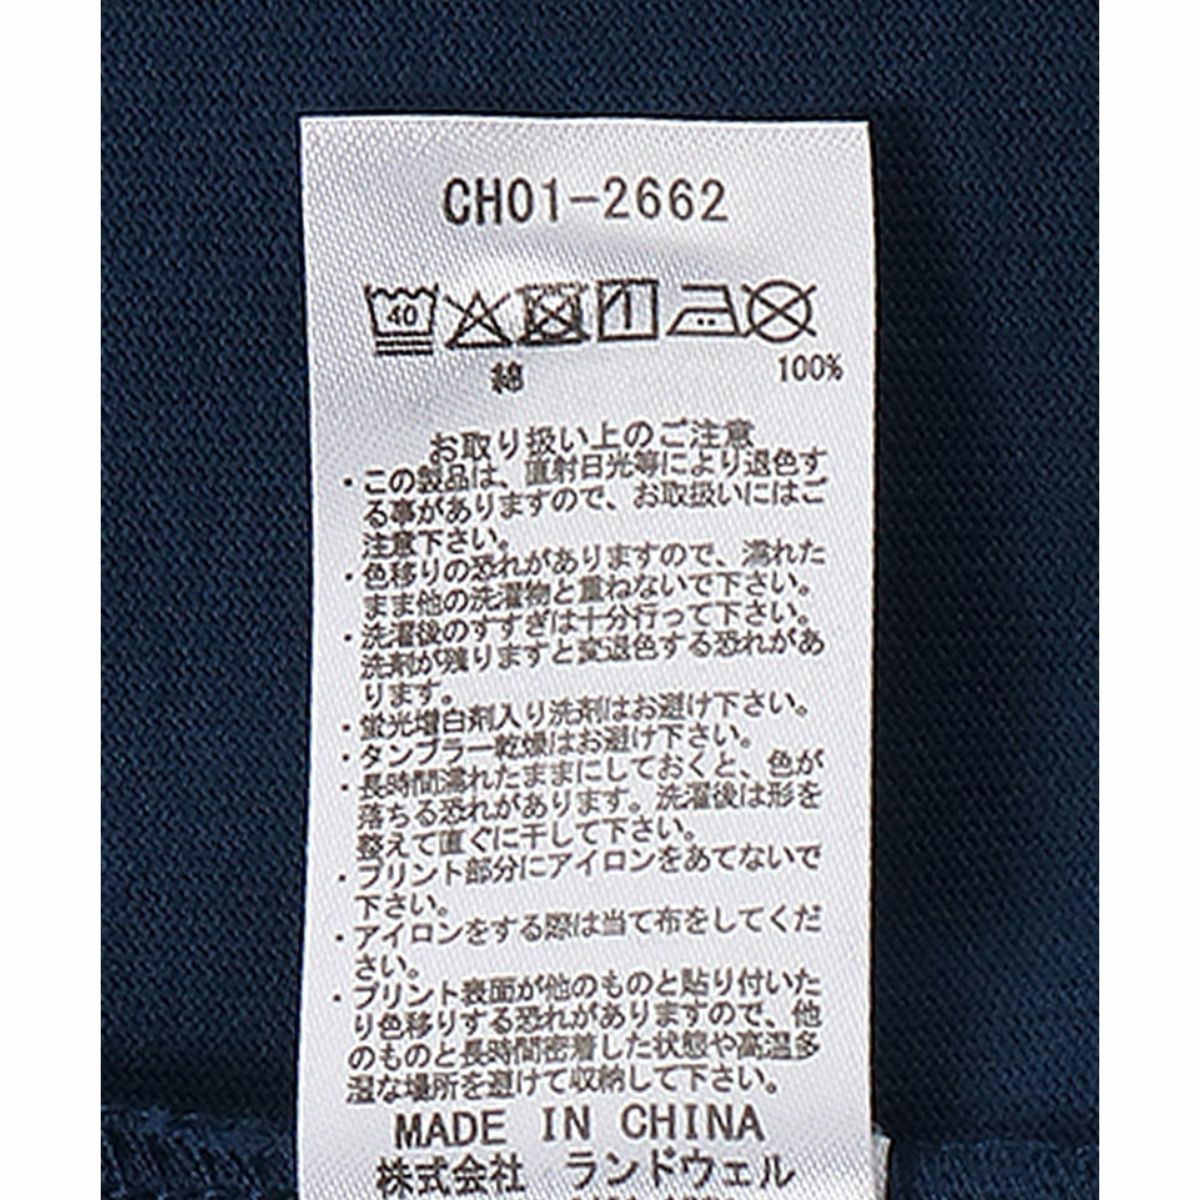 CH01-2662
40
綿 100%
お取り扱い上のご注意
・この製品は、直射日光等により退色す
る事がありますので、お取扱いにはご
注意下さい。
・色移りの恐れがありますので、濡れた
まま他の洗濯物と重ねないで下さい。
・洗濯後のすすぎは十分行って下さい。
洗剤が残りますと変退色する恐れがあ
ります。
・蛍光増白剤入り洗剤はお避け下さい。
・タンブラー乾燥はお避け下さい。
・長時間濡れたままにしておくと、色が
落ちる恐れがあります。洗濯後は形を
整えて直ぐに干して下さい。
・プリント部分にアイロンをあてないで
下さい。
・アイロンをする際は当て布をしてくだ
さい。
・プリント表面が他のものと貼り付いた
り色移りする恐れがありますので、他
のものと長時間密着した状態や高温多
湿な場所を避けて収納して下さい。
MADE IN CHINA
株式会社 ランドウェル